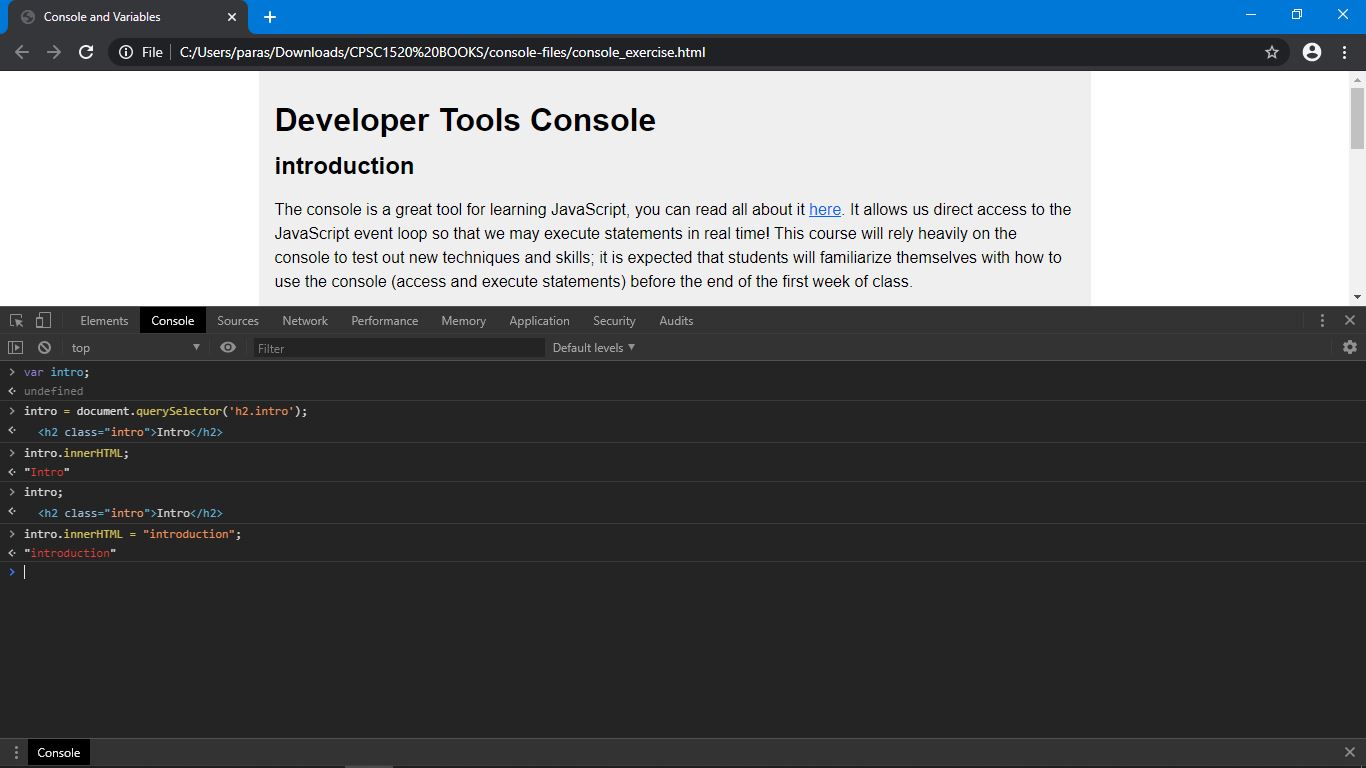 Console and Variables
File C:/Users/paras/Downloads/CPSC1520%20BOOKS/console-files/console_exercise.html
Developer Tools Console
introduction
The console is a great tool for learning JavaScript, you can read all about it here. It allows us direct access to the
JavaScript event loop so that we may execute statements in real time! This course will rely heavily on the
console to test out new techniques and skills; it is expected that students will familiarize themselves with how to
use the console (access and execute statements) before the end of the first week of class.
Elements Console Sources Network Performance Memory Application Security Audits
top Filter Default levels
var intro;
undefined
intro = document.querySelector('h2.intro');
<h2 class="intro">Intro</h2>
intro.innerHTML;
"Intro"
intro;
<h2 class="intro">Intro</h2>
intro.innerHTML = "introduction";
"introduction"
Console